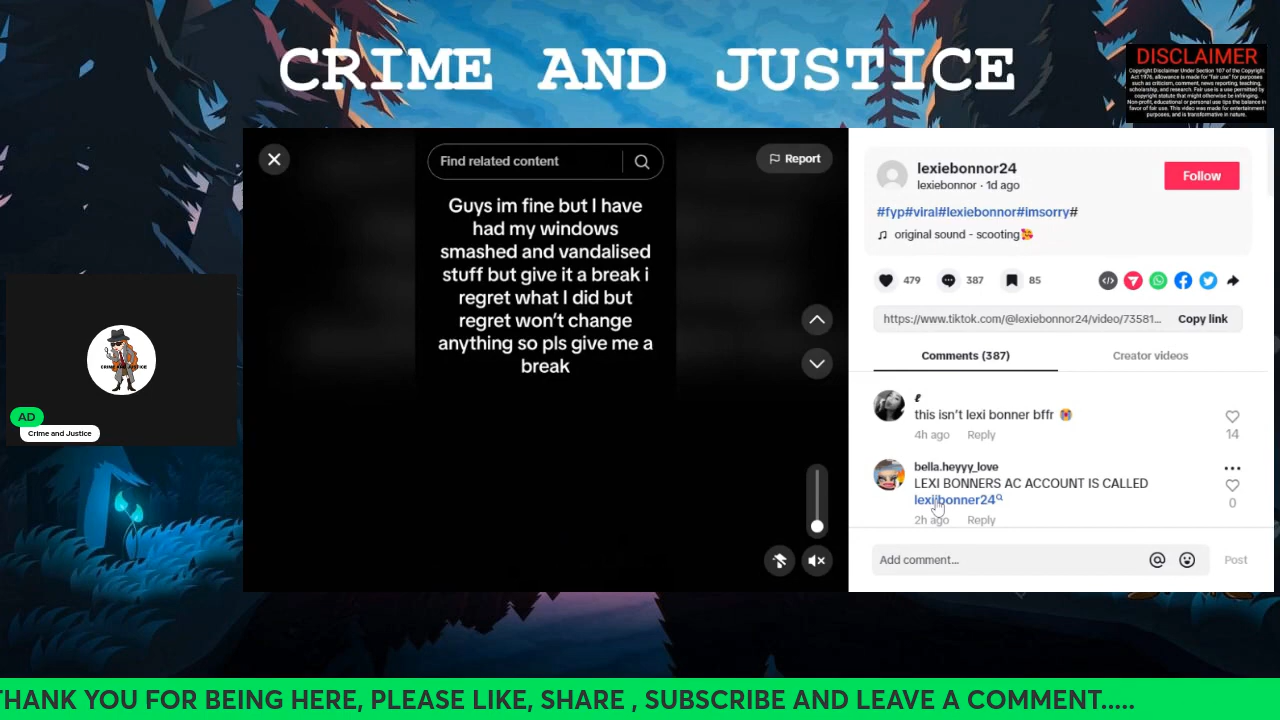 CRIME AND JUSTICE
DISCLAIMER
Copyright Disclaimer Under Section 107 of the Copyright
Act 1976, allowance is made for "fair use" for purposes
such as criticism, comment, news reporting, teaching,
scholarship, and research. Fair use is a use permitted by
copyright statute that might otherwise be infringing.
Non-profit, educational or personal use tips the balance in
favor of fair use. This video was made for entertainment
purposes, and is transformative in nature.
Find related content
Report
Guys im fine but I have
had my windows
smashed and vandalised
stuff but give it a break i
regret what I did but
regret won't change
anything so pls give me a
break
lexiebonnor24
lexiebonnor · 1d ago
Follow
#fyp#viral#lexiebonnor#imsorry#
original sound - scooting🥰
479
387
85
https://www.tiktok.com/@lexiebonnor24/video/73581...
Copy link
Comments (387)
Creator videos
ℓ
this isn't lexi bonner bffr
4h ago
Reply
14
bella.heyyy_love
LEXI BONNERS AC ACCOUNT IS CALLED
lexiibonner24
2h ago
Reply
0
Add comment...
Post
CRIME AND JUSTICE
AD
Crime and Justice
THANK YOU FOR BEING HERE, PLEASE LIKE, SHARE , SUBSCRIBE AND LEAVE A COMMENT.....